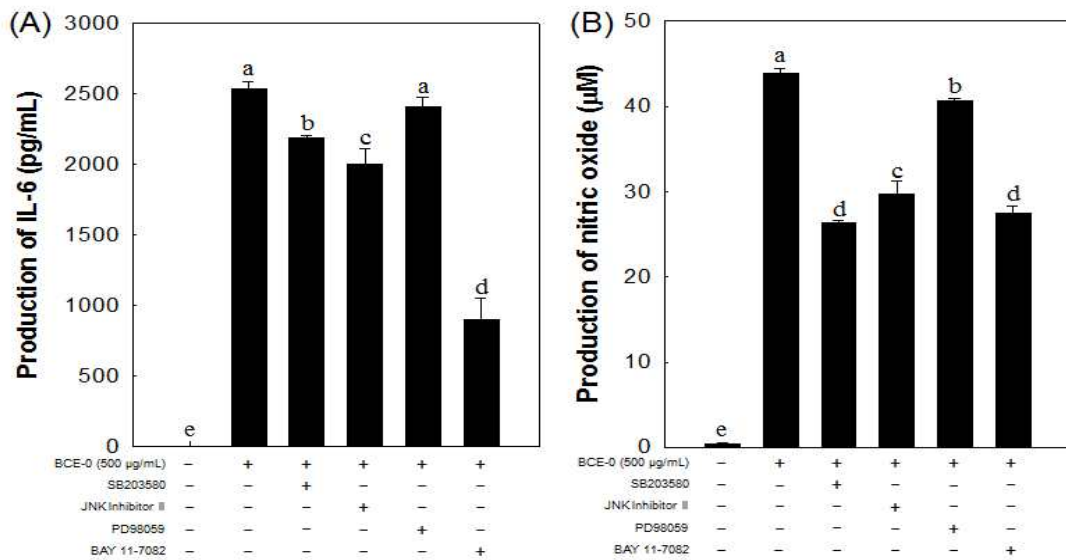 (A)
Production of IL-6 (pg/mL)
3000
2500
2000
1500
1000
500
0
e
a
b
c
a
d
BCE-0 (500 µg/mL) – + + + + +
SB203580 – – + – – –
JNK Inhibitor II – – – + – –
PD98059 – – – – + –
BAY 11-7082 – – – – – +
(B)
Production of nitric oxide (µM)
50
40
30
20
10
0
e
a
d
c
b
d
BCE-0 (500 µg/mL) – + + + + +
SB203580 – – + – – –
JNK Inhibitor II – – – + – –
PD98059 – – – – + –
BAY 11-7082 – – – – – +